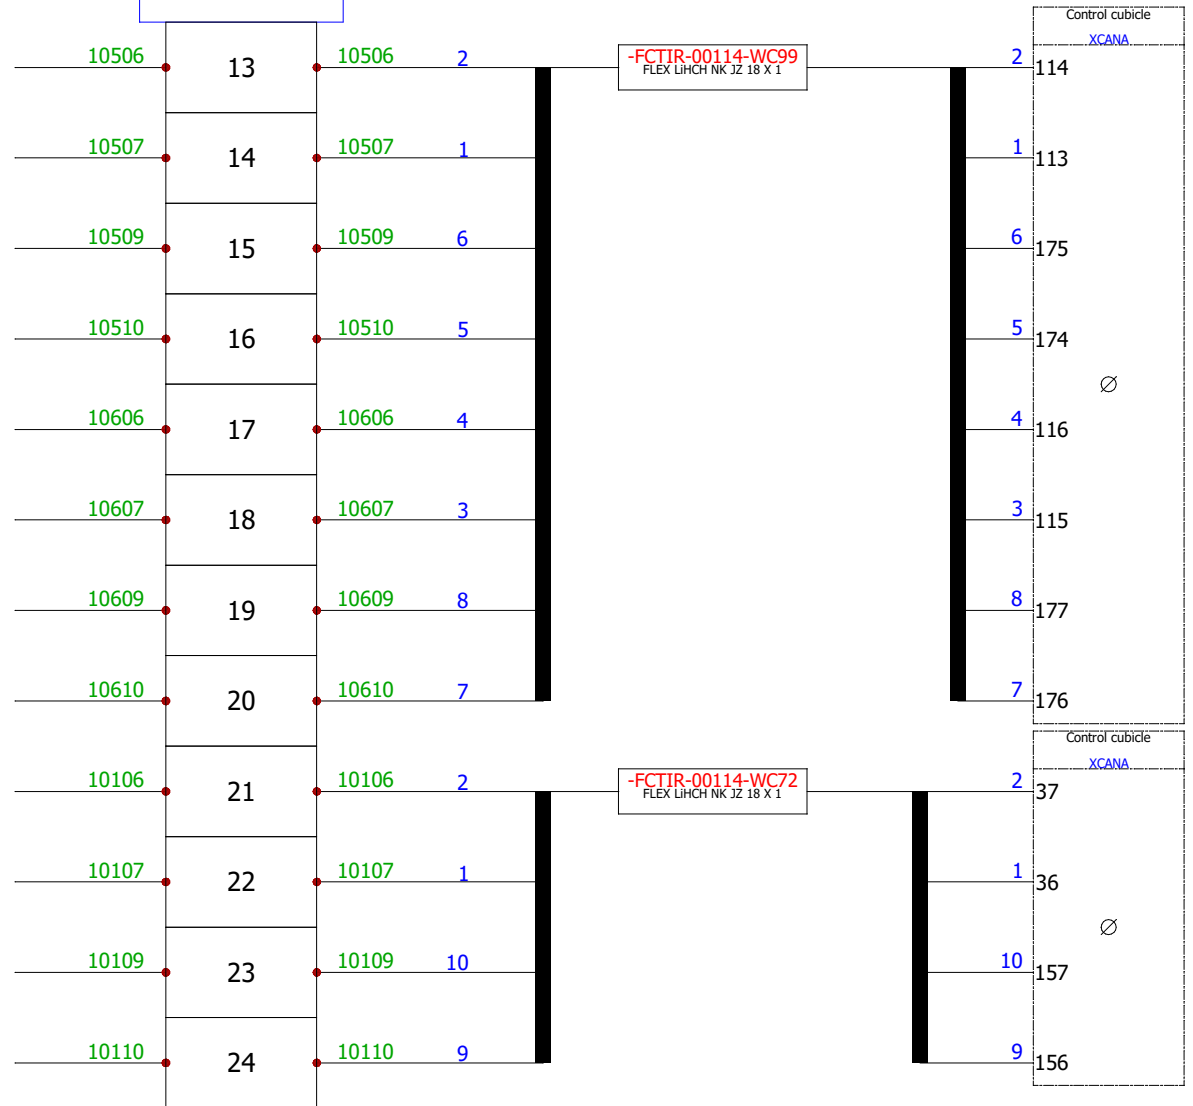 Control cubicle
XCANA
10506 13 10506 2 -FCTIR-00114-WC99 2 114
FLEX LiHCH NK JZ 18 X 1
10507 14 10507 1 1 113
10509 15 10509 6 6 175
10510 16 10510 5 5 174
∅
10606 17 10606 4 4 116
10607 18 10607 3 3 115
10609 19 10609 8 8 177
10610 20 10610 7 7 176
Control cubicle
XCANA
10106 21 10106 2 -FCTIR-00114-WC72 2 37
FLEX LiHCH NK JZ 18 X 1
10107 22 10107 1 1 36
∅
10109 23 10109 10 10 157
10110 24 10110 9 9 156